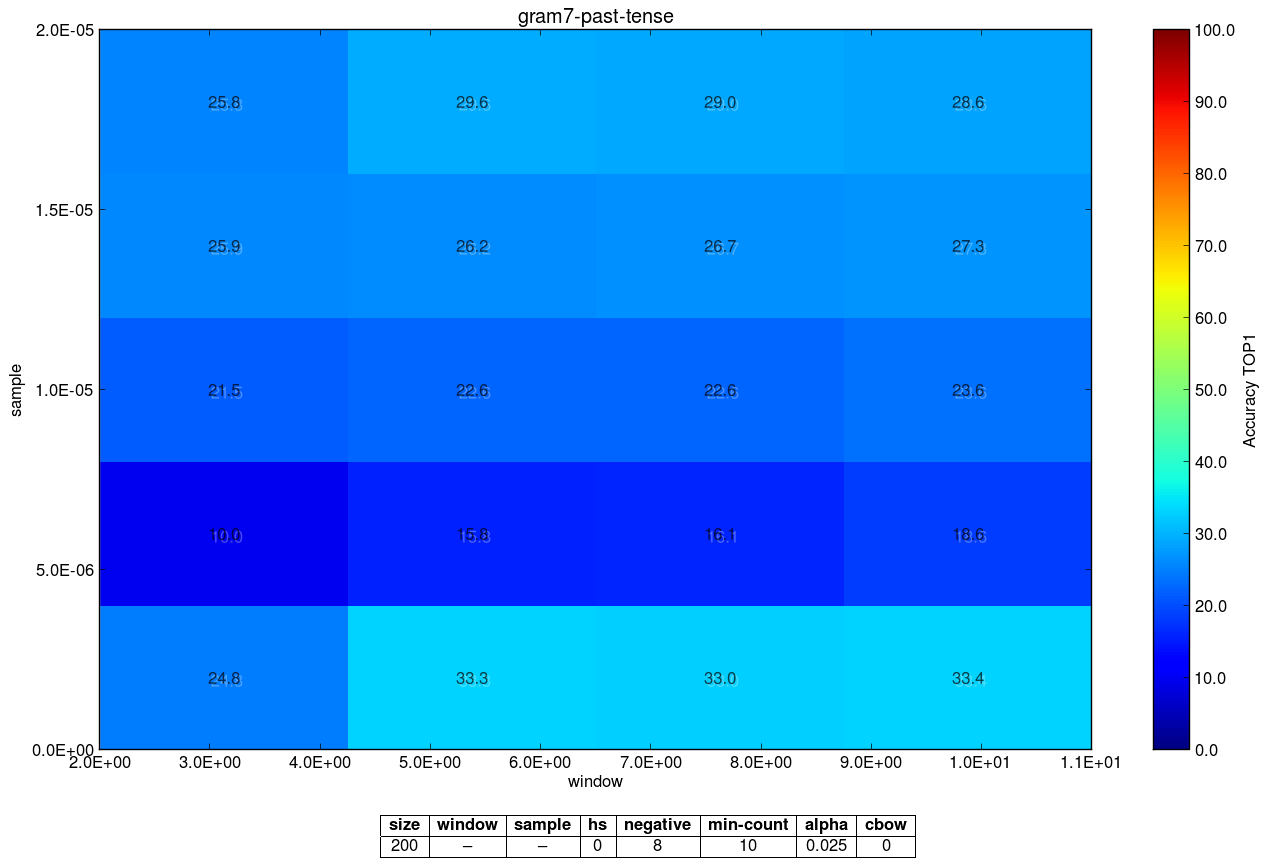 gram7-past-tense
2.0E-05
100.0
25.8 29.6 29.0 28.6
90.0
80.0
1.5E-05
70.0
25.9 26.2 26.7 27.3
60.0
sample
1.0E-05
50.0
Accuracy TOP1
21.5 22.6 22.6 23.6
40.0
30.0
10.0 15.8 16.1 18.6
5.0E-06
20.0
10.0
24.8 33.3 33.0 33.4
0.0E+00
0.0
2.0E+00 3.0E+00 4.0E+00 5.0E+00 6.0E+00 7.0E+00 8.0E+00 9.0E+00 1.0E+01 1.1E+01
window
size window sample hs negative min-count alpha cbow
200 – – 0 8 10 0.025 0